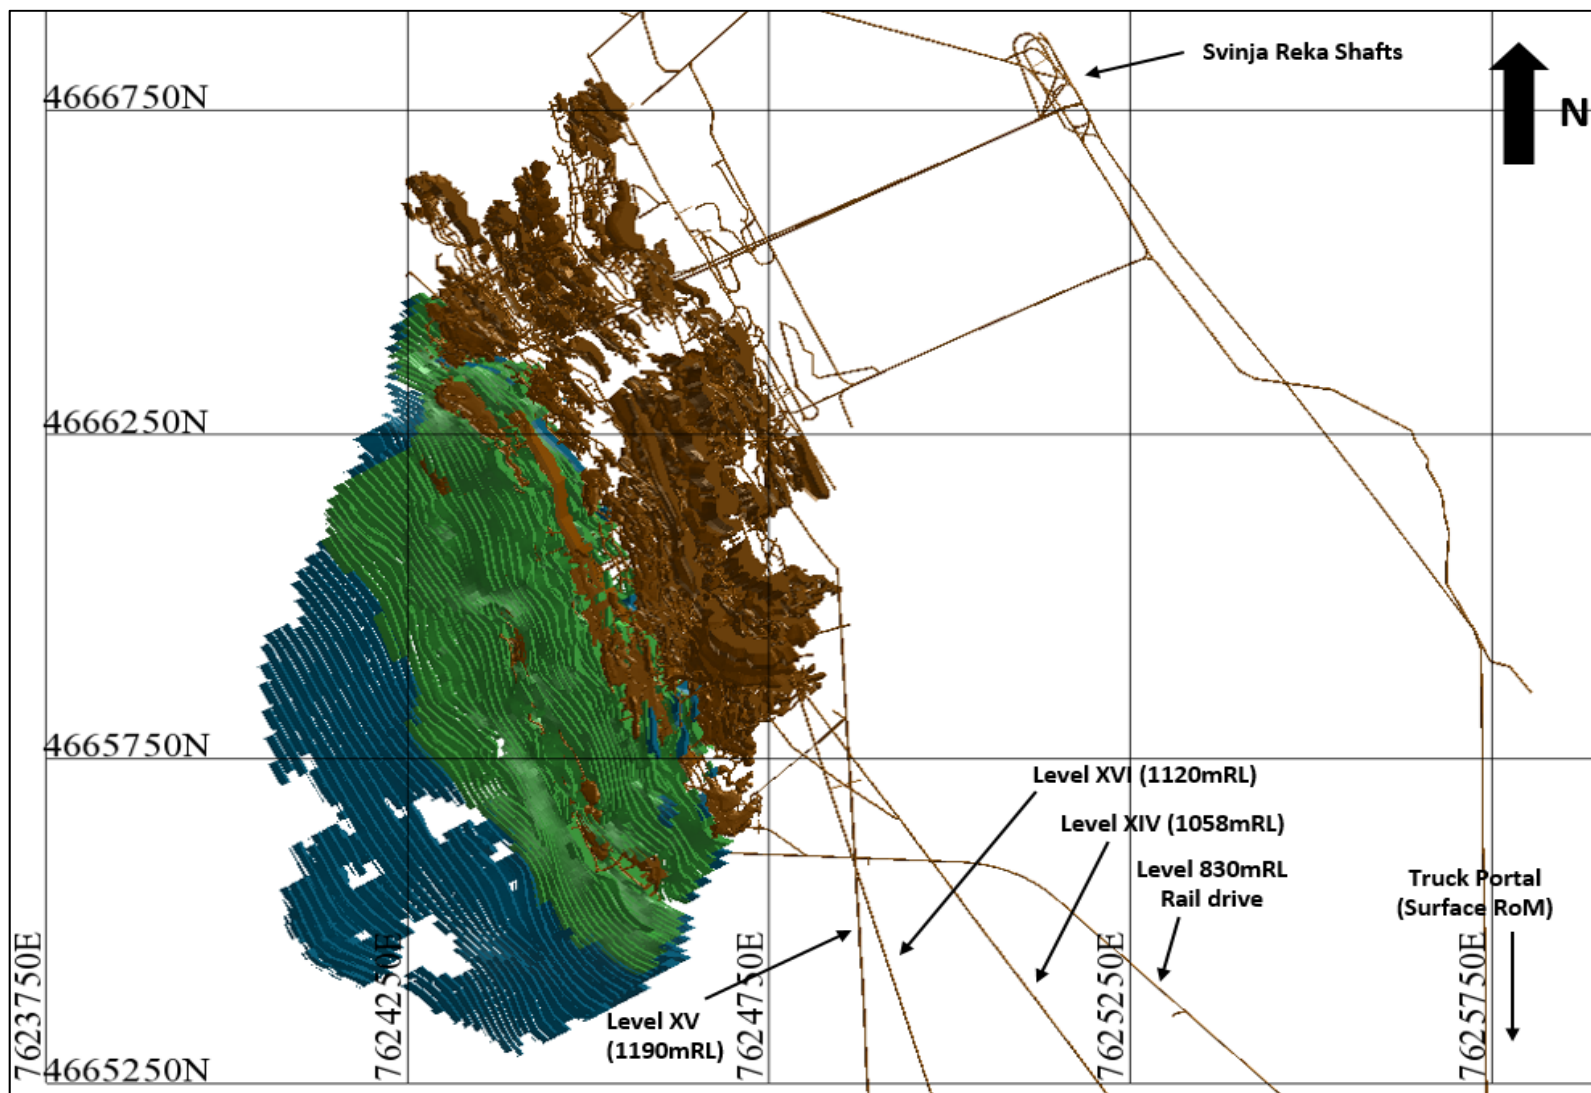 Svinja Reka Shafts
N
4666750N
4666250N
4665750N
Level XVI (1120mRL)
Level XIV (1058mRL)
Level 830mRL
Rail drive
Truck Portal
(Surface RoM)
Level XV
(1190mRL)
7623750E
7624250E
7624750E
7625250E
7625750E
4665250N